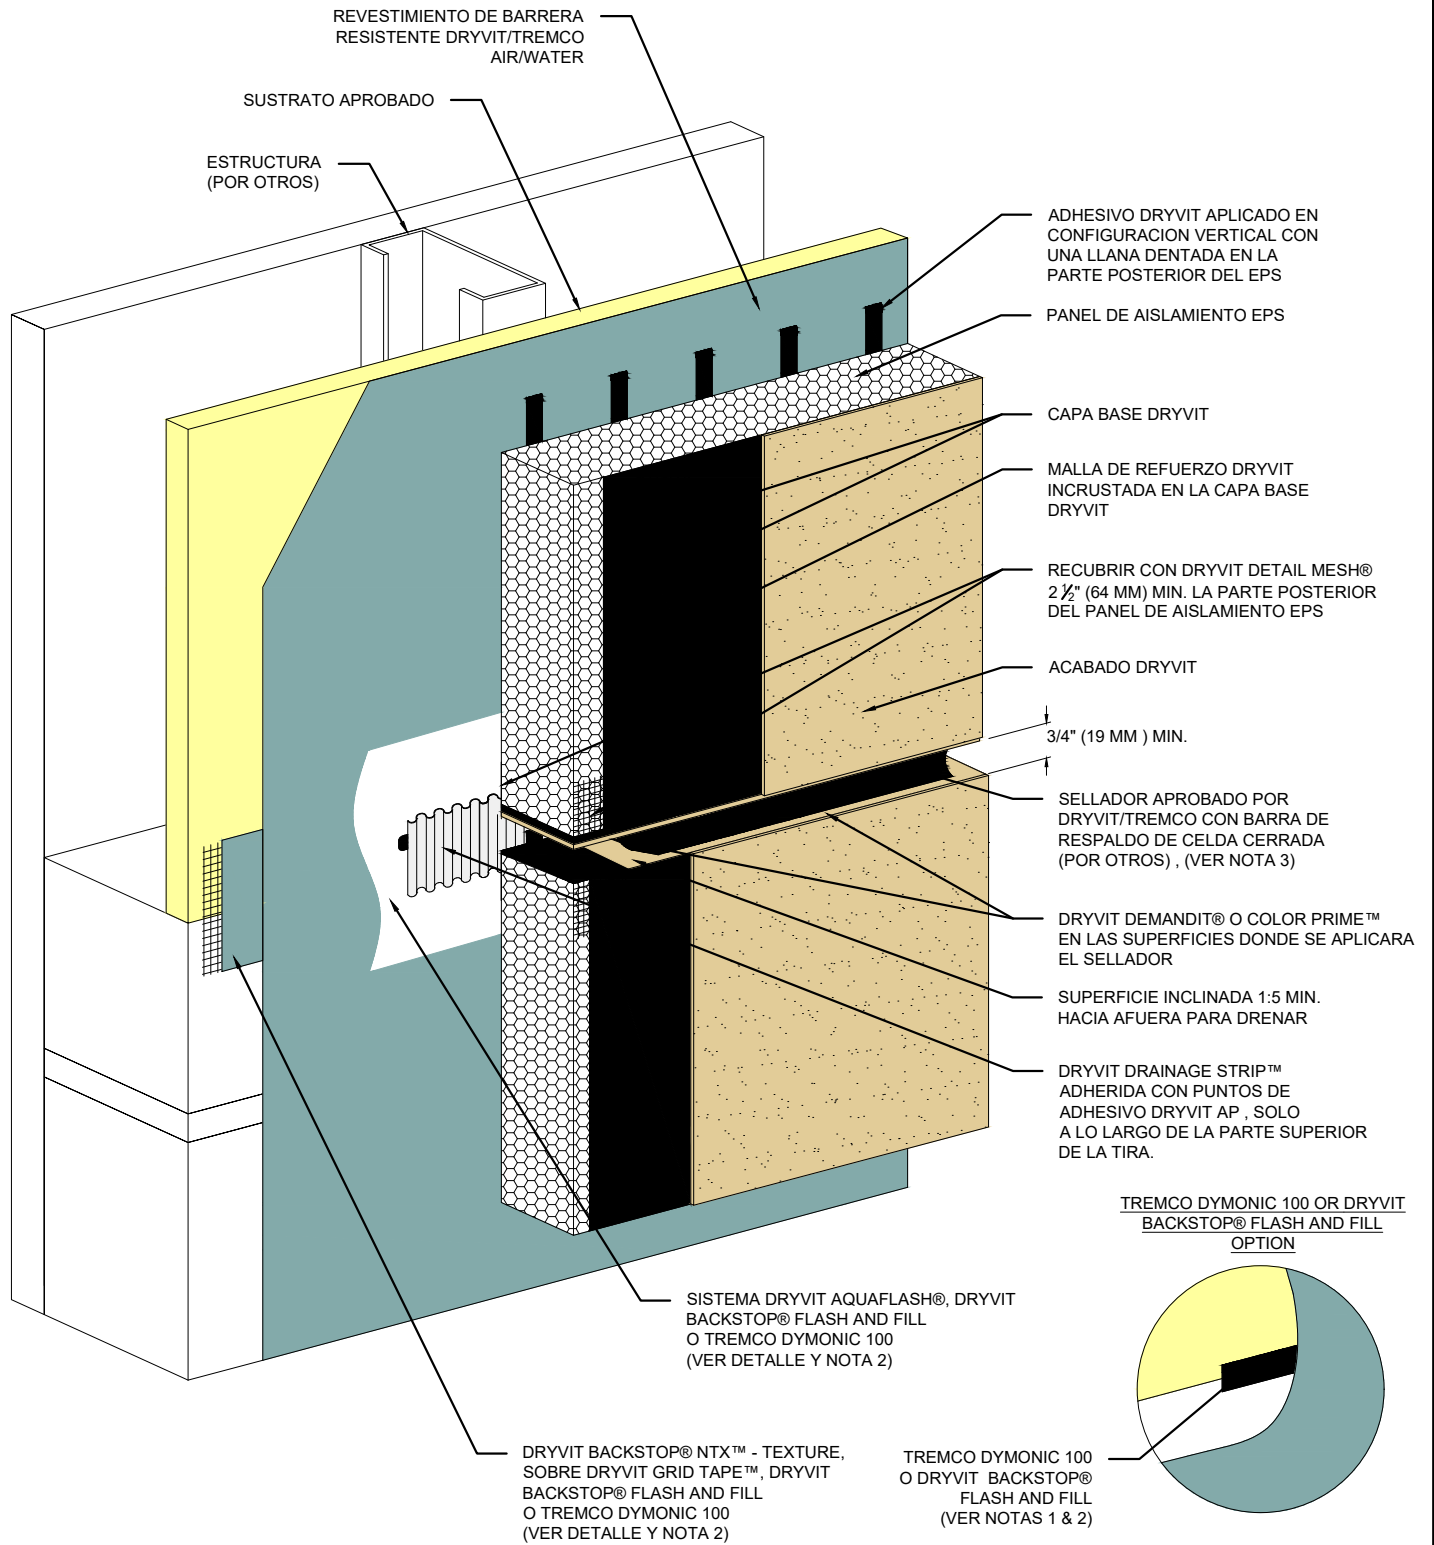 REVESTIMIENTO DE BARRERA
RESISTENTE DRYVIT/TREMCO
AIR/WATER
SUSTRATO APROBADO
ESTRUCTURA
(POR OTROS)
ADHESIVO DRYVIT APLICADO EN
CONFIGURACION VERTICAL CON
UNA LLANA DENTADA EN LA
PARTE POSTERIOR DEL EPS
PANEL DE AISLAMIENTO EPS
CAPA BASE DRYVIT
MALLA DE REFUERZO DRYVIT
INCRUSTADA EN LA CAPA BASE
DRYVIT
RECUBRIR CON DRYVIT DETAIL MESH®
2 ½" (64 MM) MIN. LA PARTE POSTERIOR
DEL PANEL DE AISLAMIENTO EPS
ACABADO DRYVIT
3/4" (19 MM ) MIN.
SELLADOR APROBADO POR
DRYVIT/TREMCO CON BARRA DE
RESPALDO DE CELDA CERRADA
(POR OTROS) , (VER NOTA 3)
DRYVIT DEMANDIT® O COLOR PRIME™
EN LAS SUPERFICIES DONDE SE APLICARA
EL SELLADOR
SUPERFICIE INCLINADA 1:5 MIN.
HACIA AFUERA PARA DRENAR
DRYVIT DRAINAGE STRIP™
ADHERIDA CON PUNTOS DE
ADHESIVO DRYVIT AP , SOLO
A LO LARGO DE LA PARTE SUPERIOR
DE LA TIRA.
TREMCO DYMONIC 100 OR DRYVIT
BACKSTOP® FLASH AND FILL
OPTION
SISTEMA DRYVIT AQUAFLASH®, DRYVIT
BACKSTOP® FLASH AND FILL
O TREMCO DYMONIC 100
(VER DETALLE Y NOTA 2)
DRYVIT BACKSTOP® NTX™ - TEXTURE,
SOBRE DRYVIT GRID TAPE™, DRYVIT
BACKSTOP® FLASH AND FILL
O TREMCO DYMONIC 100
(VER DETALLE Y NOTA 2)
TREMCO DYMONIC 100
O DRYVIT BACKSTOP®
FLASH AND FILL
(VER NOTAS 1 & 2)